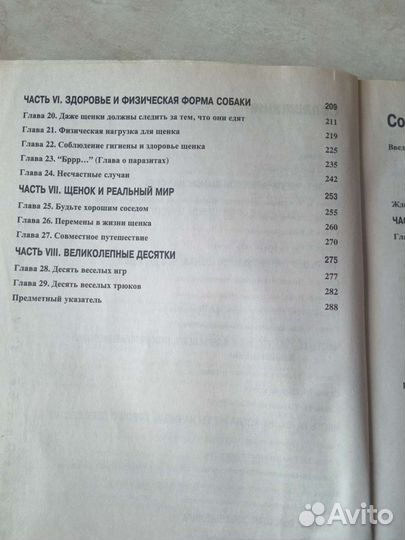 ЧАСТЬ VI. ЗДОРОВЬЕ И ФИЗИЧЕСКАЯ ФОРМА СОБАКИ 209
Глава 20. Даже щенки должны следить за тем, что они едят 211
Глава 21. Физическая нагрузка для щенка 219
Глава 22. Соблюдение гигиены и здоровье щенка 225
Глава 23. “Бррр…” (Глава о паразитах) 235
Глава 24. Несчастные случаи 242
ЧАСТЬ VII. ЩЕНОК И РЕАЛЬНЫЙ МИР 253
Глава 25. Будьте хорошим соседом 255
Глава 26. Перемены в жизни щенка 260
Глава 27. Совместное путешествие 270
ЧАСТЬ VIII. ВЕЛИКОЛЕПНЫЕ ДЕСЯТКИ 275
Глава 28. Десять веселых игр 277
Глава 29. Десять веселых трюков 282
Предметный указатель 288
Со
Введ
ЧАС
Гла
Avito